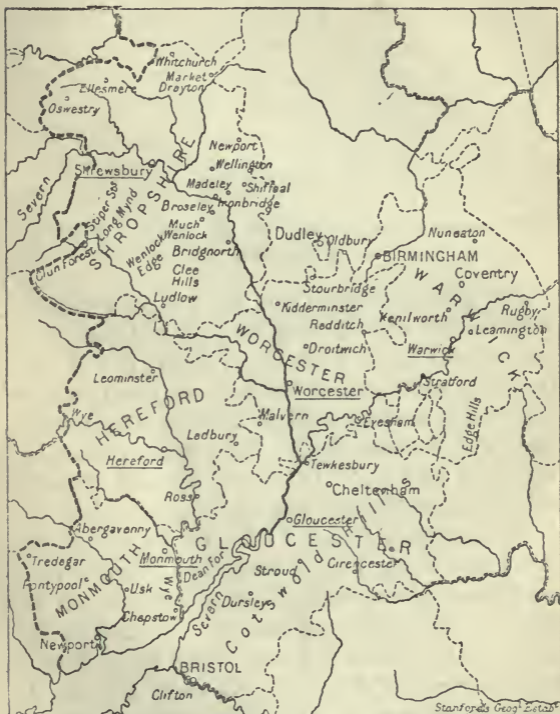 Whitchurch
Market
Drayton
Ellesmere
Oswestry
Newport
Wellington
Shrewsbury
Severn
Madeley
Shiffnal
Ironbridge
Broseley
Much
Wenlock
SHROPSHIRE
Long Mynd
Wenlock
Edge
Bridgnorth
Clun Forest
Clee
Hills
Ludlow
Dudley
Oldbury
BIRMINGHAM
Nuneaton
Coventry
Stourbridge
Kidderminster
Redditch
Kenilworth
Rugby
Leamington
WARWICK
Warwick
Droitwich
WORCESTER
Worcester
Stratford
Leominster
HEREFORD
Malvern
Evesham
Edge Hills
Wye
Ledbury
Hereford
Tewkesbury
Cheltenham
Ross
Gloucester
GLOUCESTER
Abergavenny
Monmouth
Dean For.
Tredegar
MONMOUTH
Pontypool
Usk
Wye
Stroud
Cirencester
Cotswold Hills
Chepstow
Severn
Dursley
Newport
BRISTOL
Clifton
Stanford's Geog.l Estab.